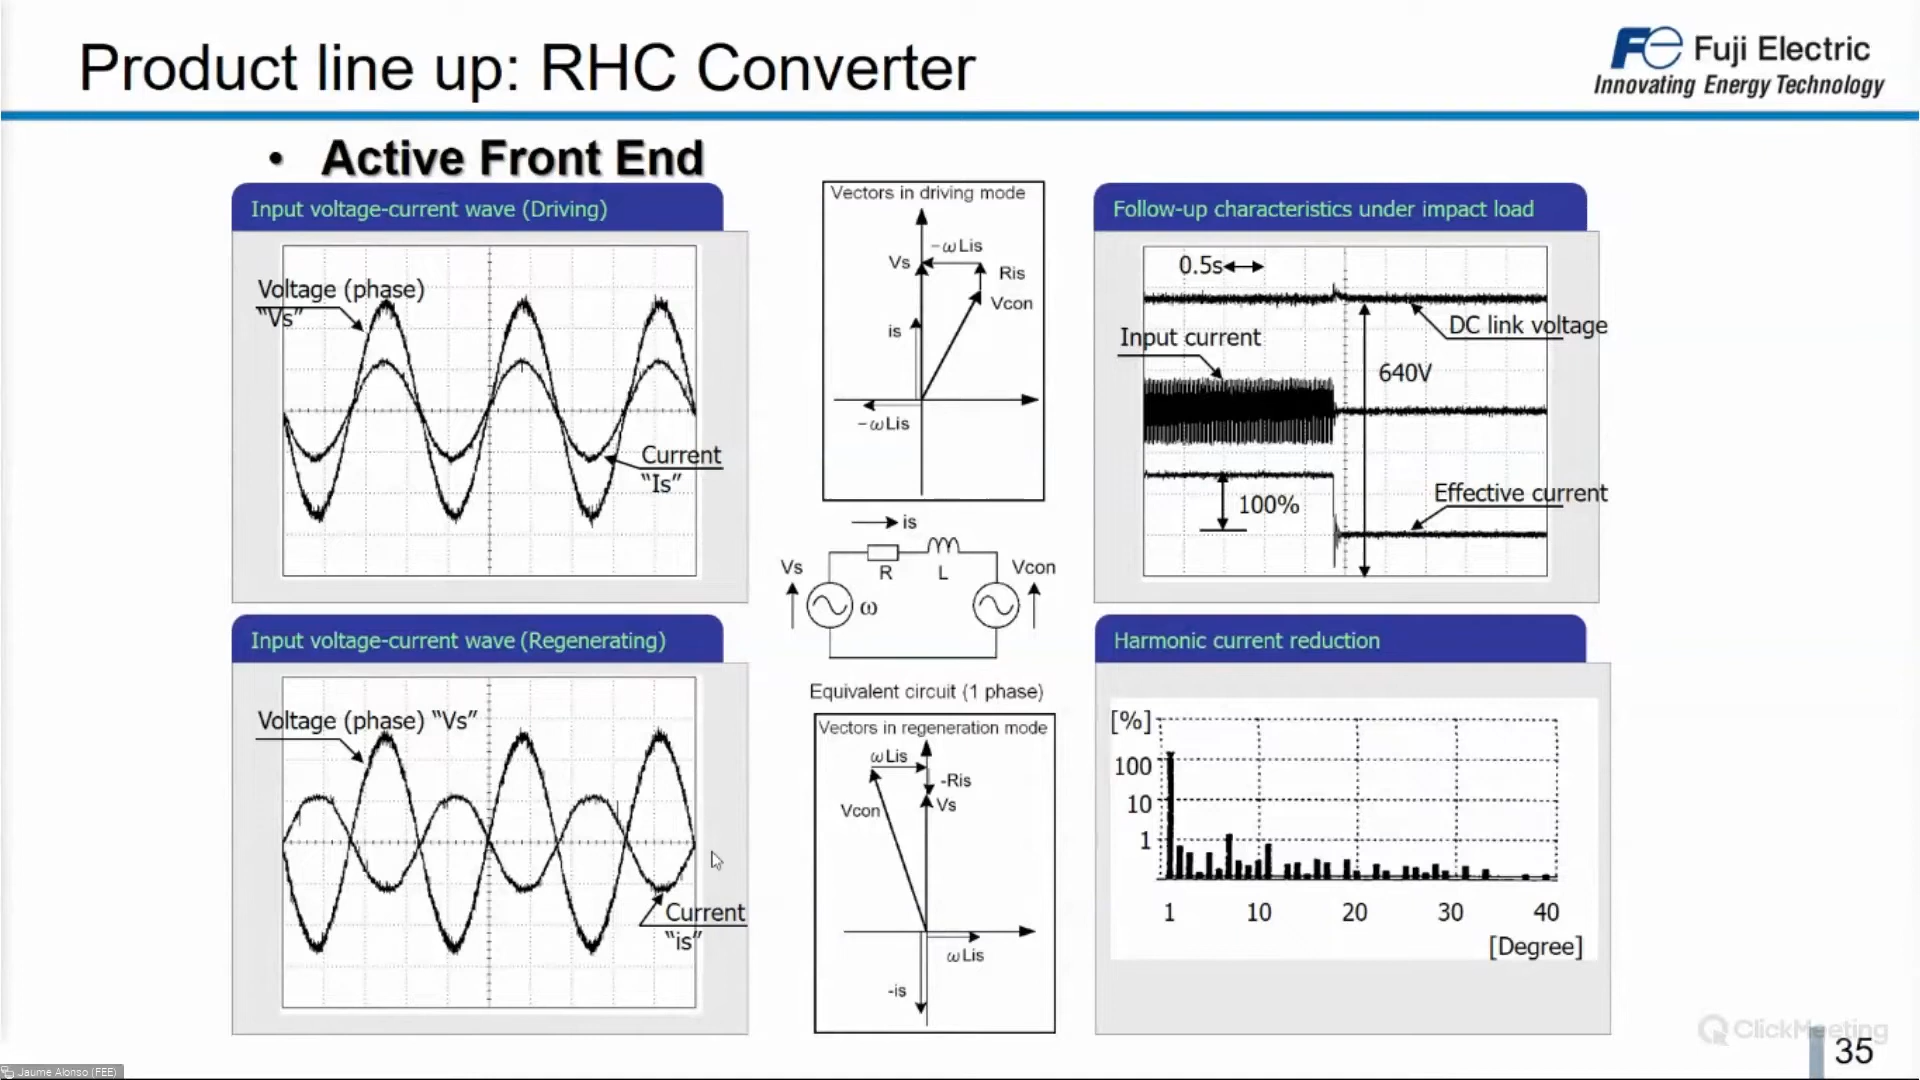 Product line up: RHC Converter
Fuji Electric
Innovating Energy Technology
• Active Front End
Input voltage-current wave (Driving)
Voltage (phase)
"Vs"
Current
"Is"
Vectors in driving mode
-ωLis
Vs
Ris
Vcon
is
-ωLis
Follow-up characteristics under impact load
0.5s
DC link voltage
Input current
640V
Effective current
100%
is
Vs
R
L
Vcon
ω
Equivalent circuit (1 phase)
Input voltage-current wave (Regenerating)
Voltage (phase) "Vs"
Current
"is"
Vectors in regeneration mode
ωLis
-Ris
Vcon
Vs
ωLis
-is
Harmonic current reduction
[%]
100
10
1
1 10 20 30 40
[Degree]
ClickMeeting
35
Jaume Alonso (FEE)